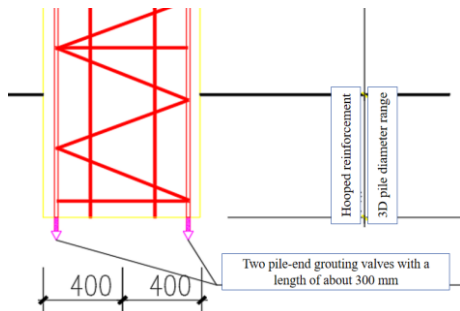 Hooped reinforcement
3D pile diameter range
Two pile-end grouting valves with a
length of about 300 mm
400
400